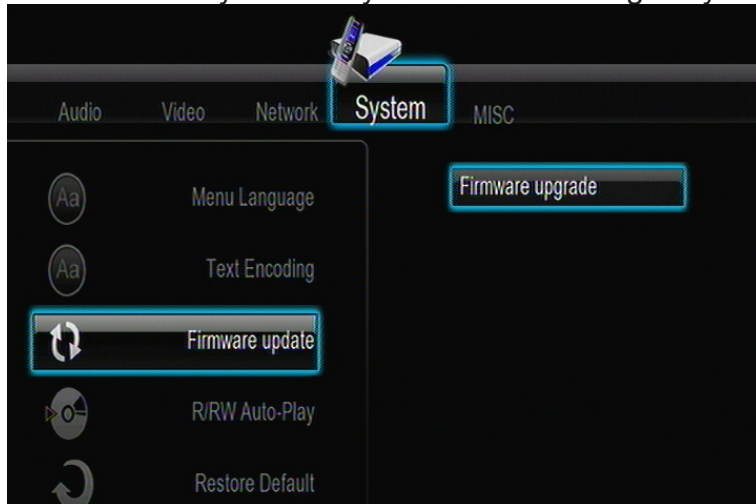 Audio Video Network System MISC
Aa Menu Language Firmware upgrade
Aa Text Encoding
Firmware update
R/RW Auto-Play
Restore Default